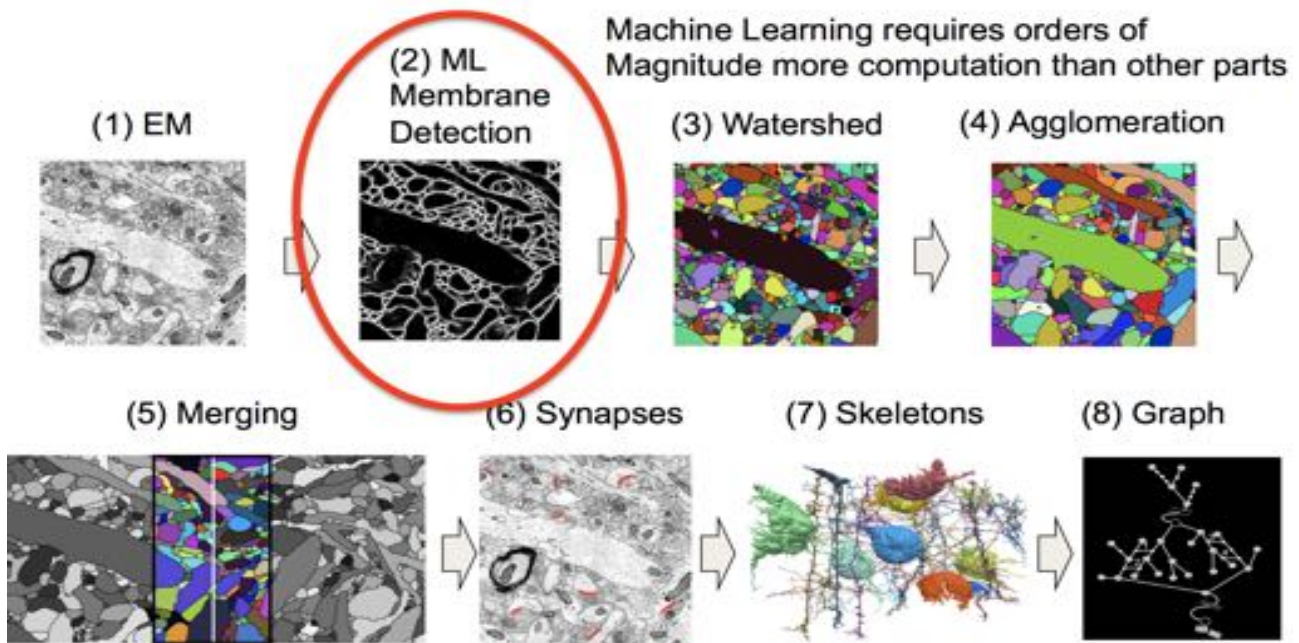 Machine Learning requires orders of
Magnitude more computation than other parts
(1) EM
(2) ML
Membrane
Detection
(3) Watershed
(4) Agglomeration
(5) Merging
(6) Synapses
(7) Skeletons
(8) Graph